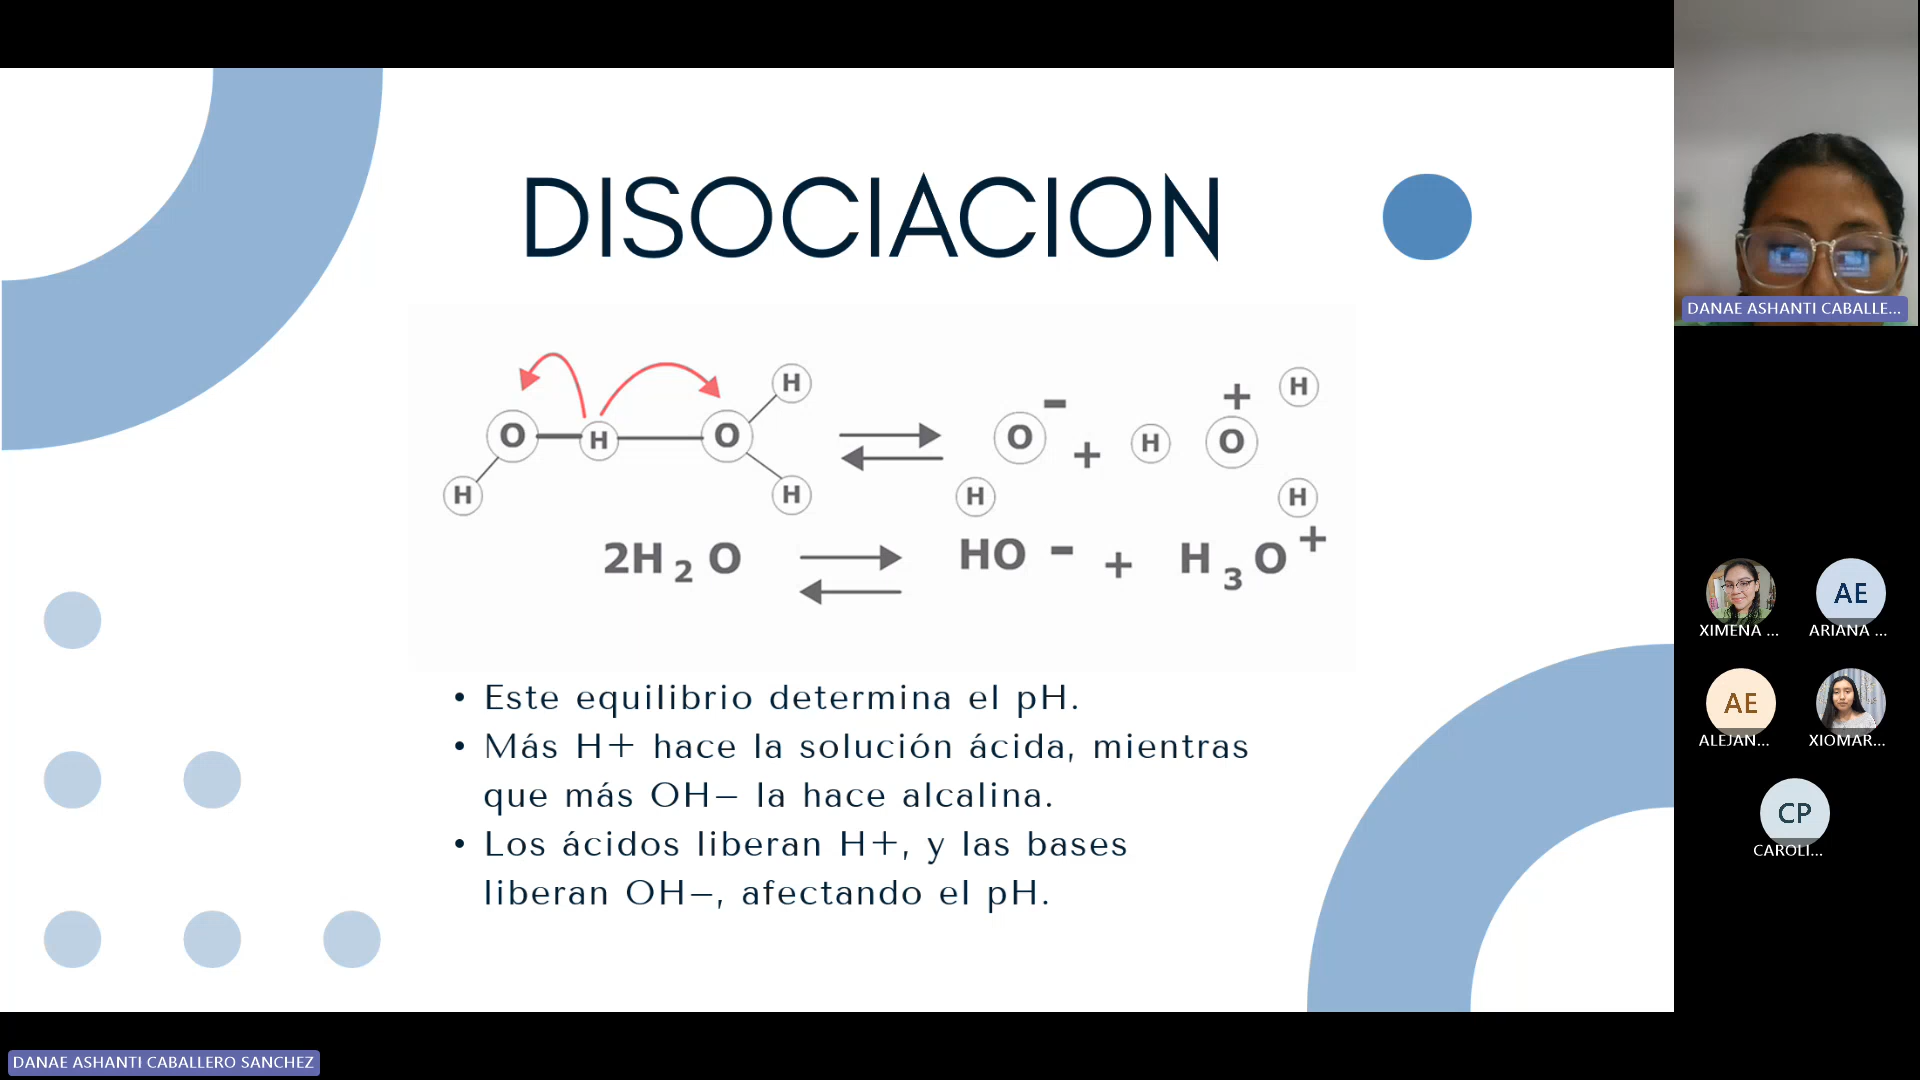 DISOCIACION
H
H
O - +
O H O O + H O
H H H H
2H2O HO - + H3O+
• Este equilibrio determina el pH.
• Más H+ hace la solución ácida, mientras
que más OH– la hace alcalina.
• Los ácidos liberan H+, y las bases
liberan OH–, afectando el pH.
DANAE ASHANTI CABALLE...
AE
XIMENA ... ARIANA ...
AE
ALEJAN... XIOMAR...
CP
CAROLI...
DANAE ASHANTI CABALLERO SANCHEZ